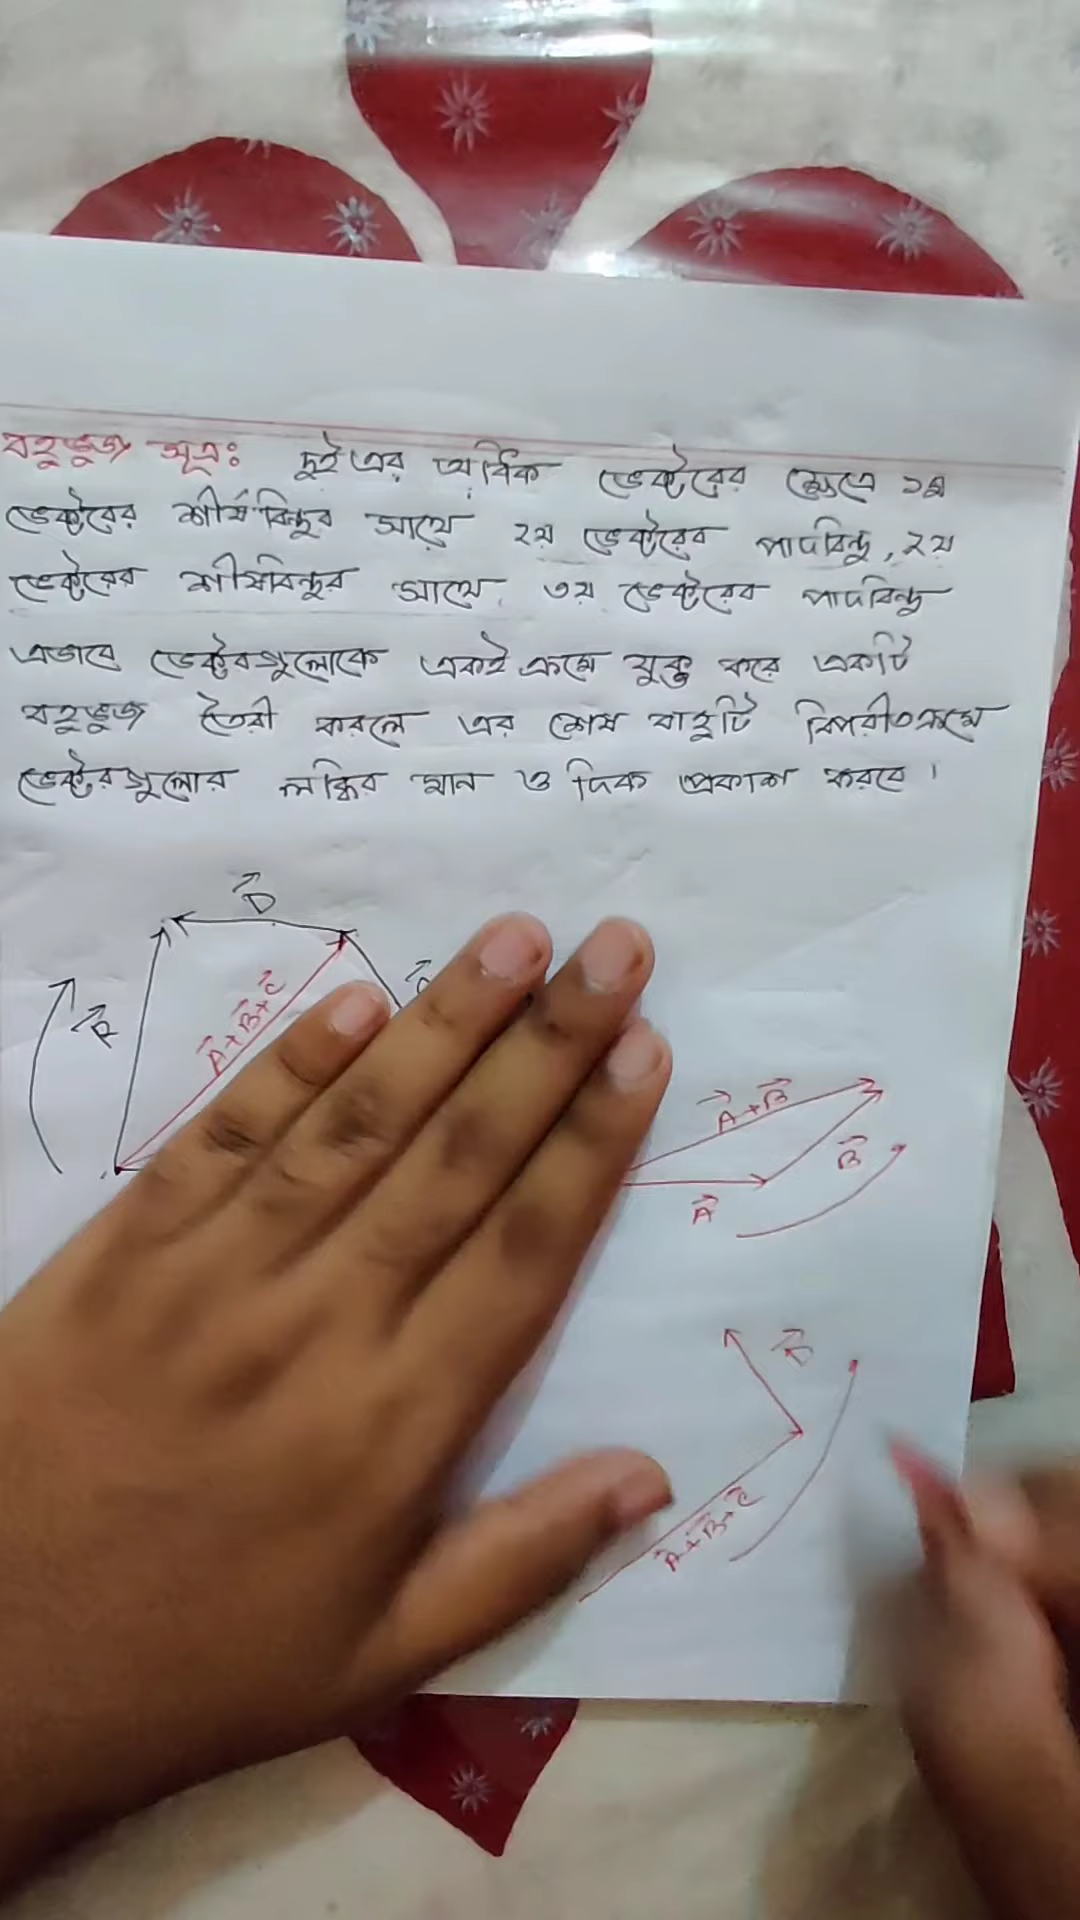 বহুভুজ সূত্রঃ দুই এর অধিক ভেক্টরের ক্ষেত্রে ১ম
ভেক্টরের শীর্ষবিন্দুর সাথে ২য় ভেক্টরের পাদবিন্দু, ২য়
ভেক্টরের শীর্ষবিন্দুর সাথে ৩য় ভেক্টরের পাদবিন্দু
এভাবে ভেক্টরগুলোকে একই ক্রমে যুক্ত করে একটি
বহুভুজ তৈরী করলে এর শেষ বাহুটি বিপরীতক্রমে
ভেক্টরগুলোর লব্ধির মান ও দিক প্রকাশ করবে।
D⃗
R⃗
A⃗+B⃗+C⃗
A⃗+B⃗
B⃗
A⃗
A⃗+B⃗+C⃗